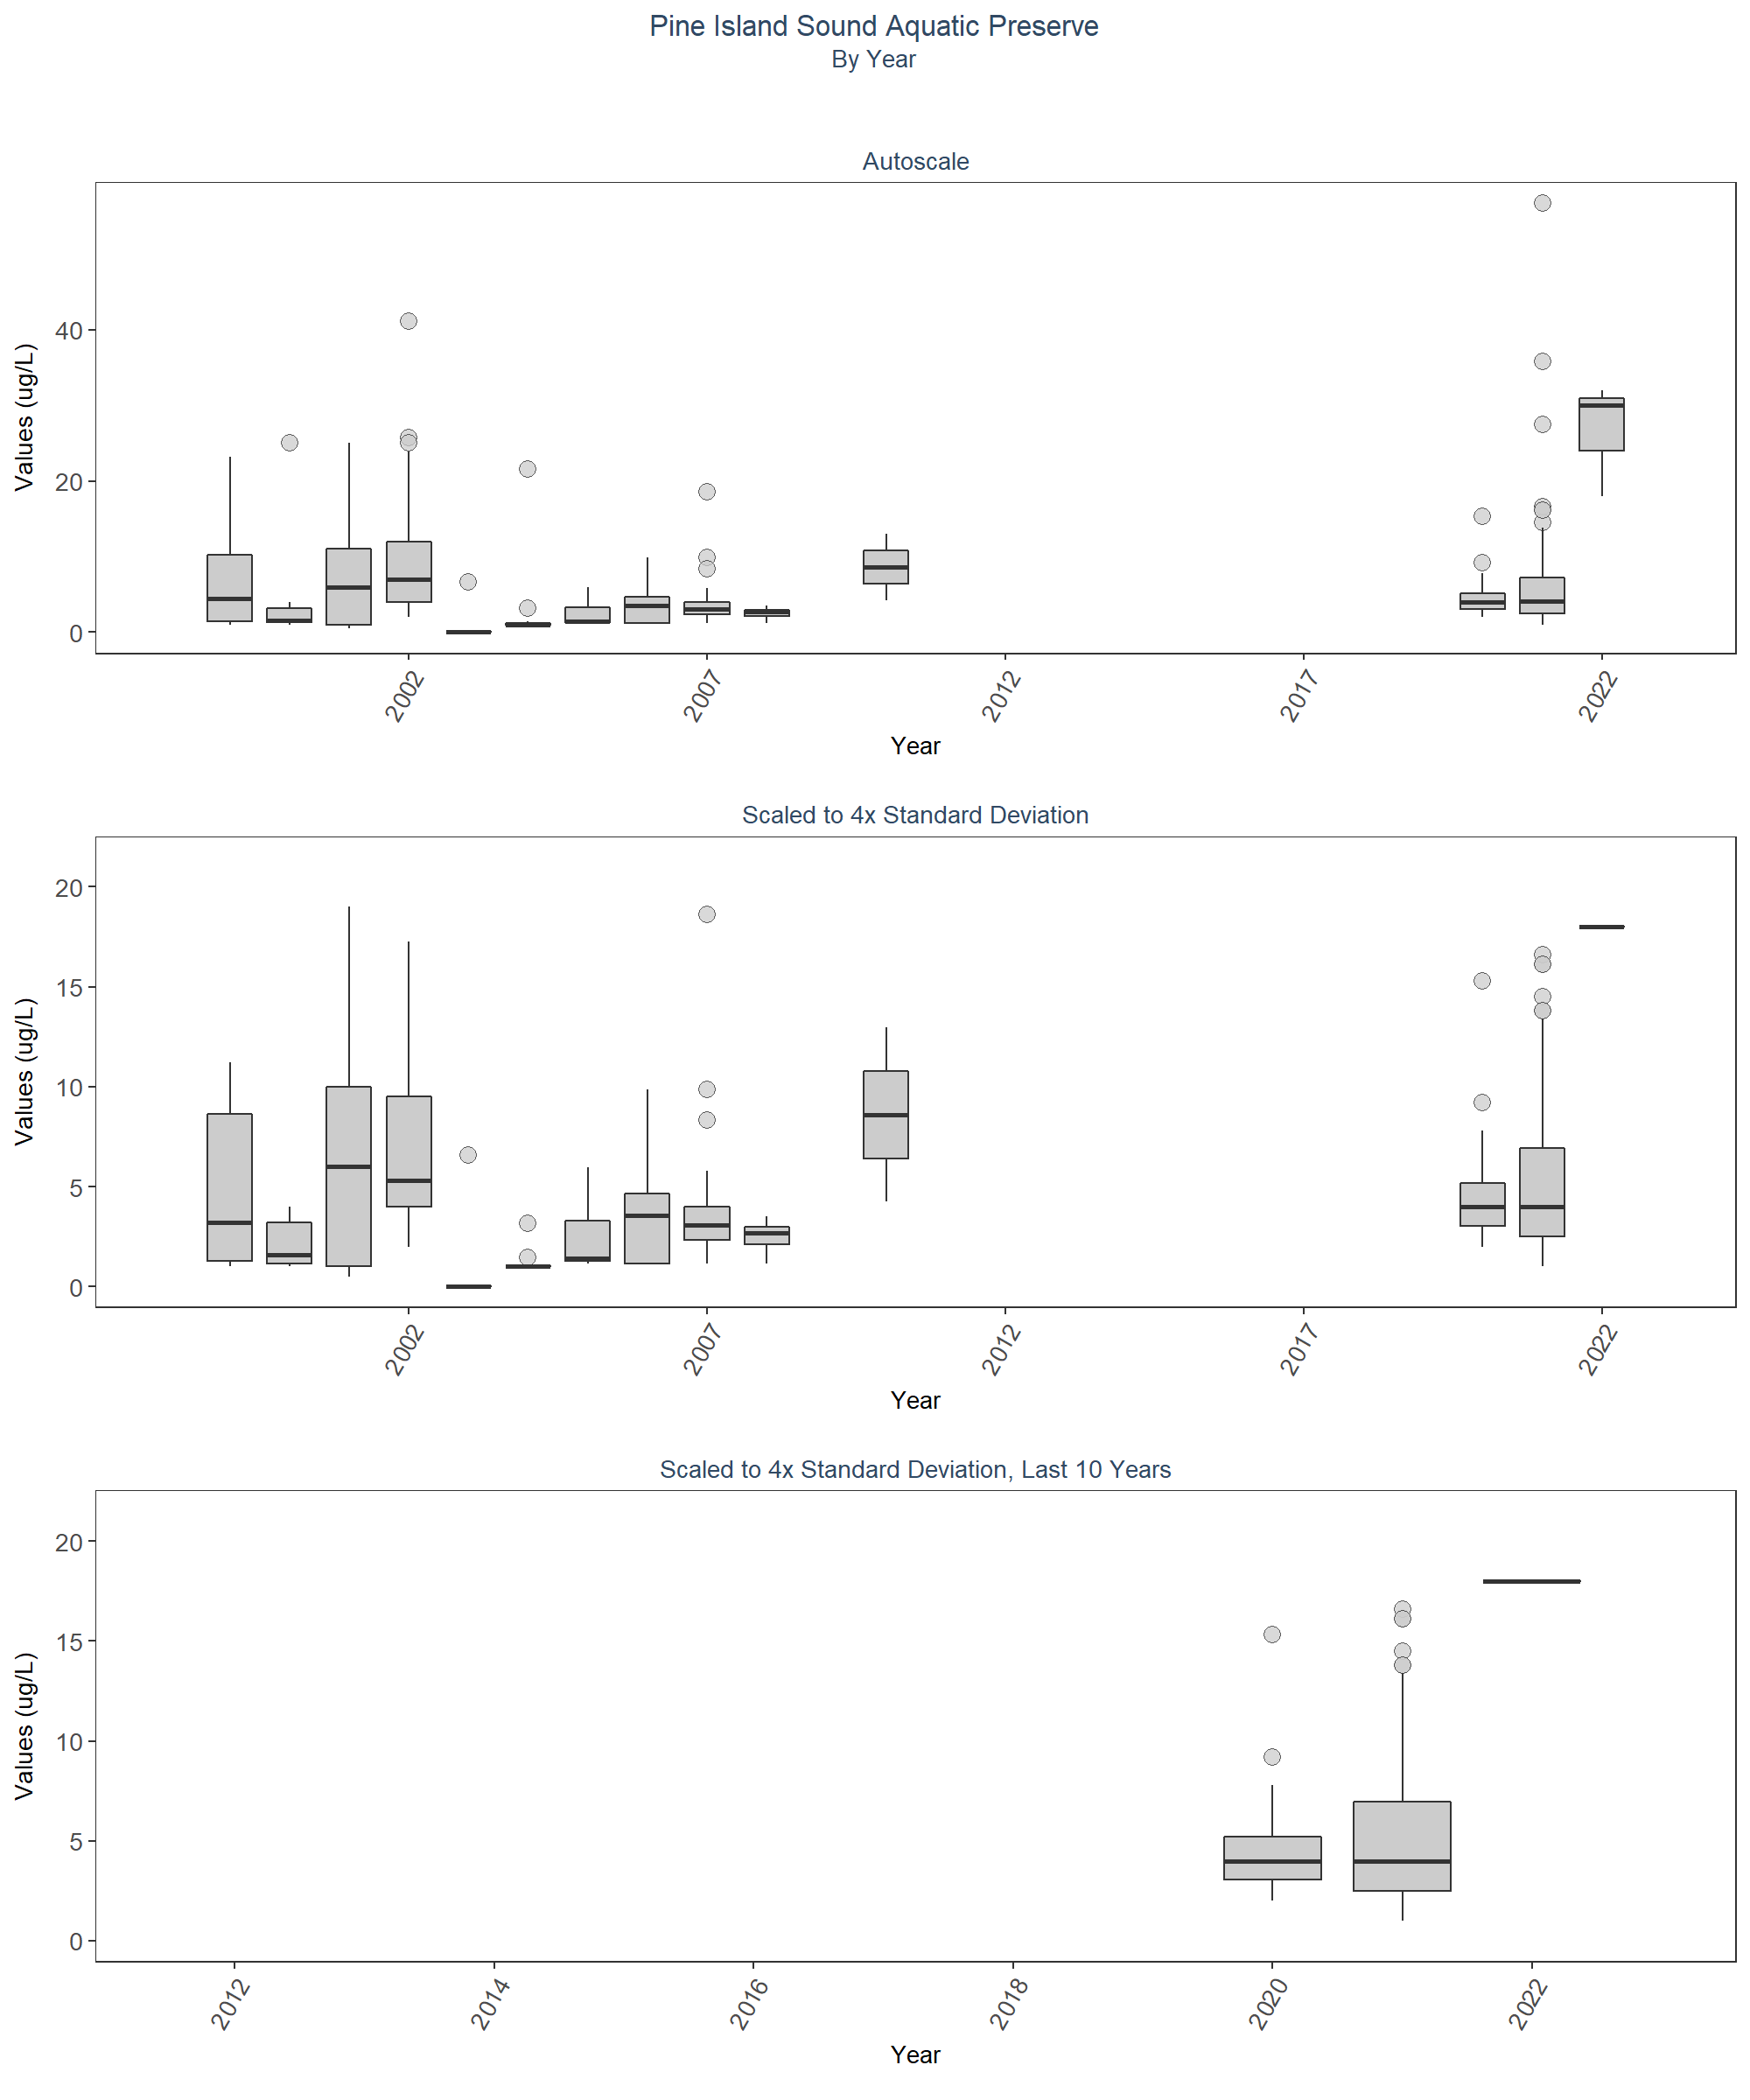 Pine Island Sound Aquatic Preserve
By Year
Autoscale
Values (ug/L)
40
20
0
2002 2007 2012 2017 2022
Year
Scaled to 4x Standard Deviation
Values (ug/L)
20
15
10
5
0
2002 2007 2012 2017 2022
Year
Scaled to 4x Standard Deviation, Last 10 Years
Values (ug/L)
20
15
10
5
0
2012 2014 2016 2018 2020 2022
Year